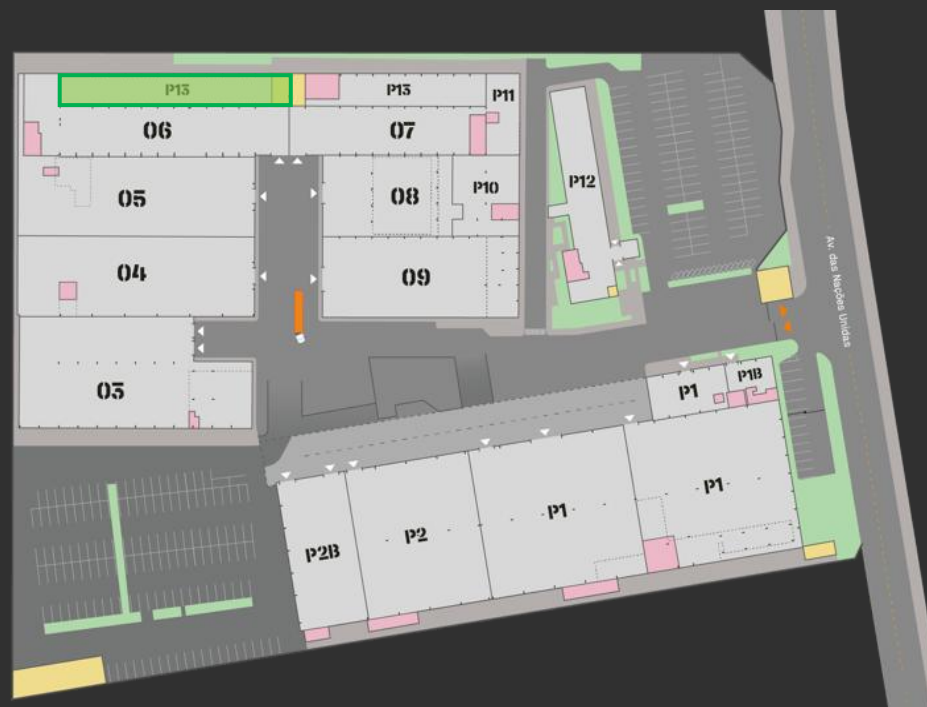 P13
P13
P11
06
07
05
08
P10
P12
04
09
Av. das Nações Unidas
03
P1
P1B
P1
P1
P2
P2B